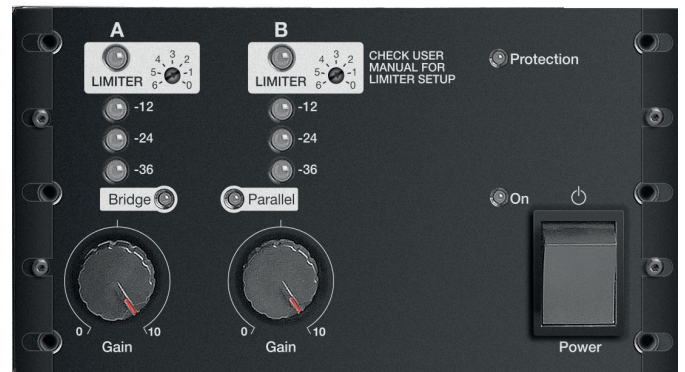 A
B
3
4 2
5 1
6 0
LIMITER
3
4 2
5 1
6 0
LIMITER
CHECK USER
MANUAL FOR
LIMITER SETUP
Protection
-12
-12
-24
-24
-36
-36
Bridge
Parallel
On
0 10
Gain
0 10
Gain
Power